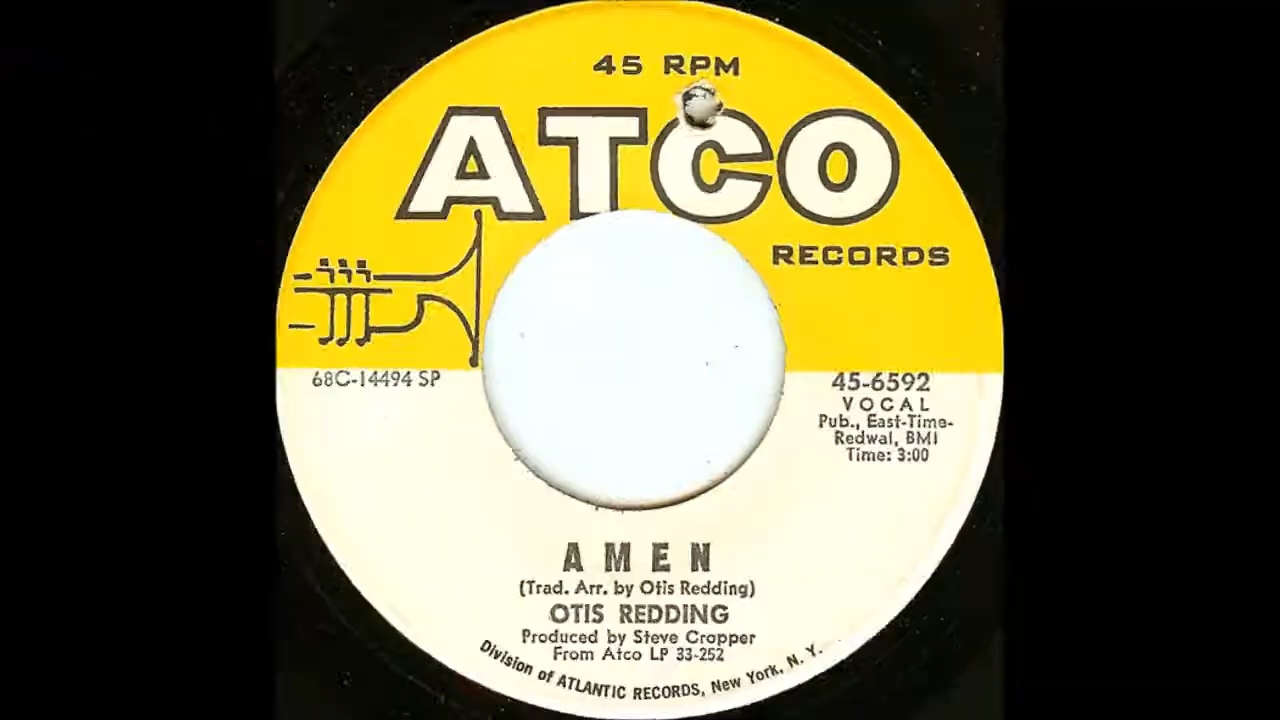 45 RPM
ATCO
RECORDS
68C-14494 SP
45-6592
VOCAL
Pub., East-Time-
Redwal, BMI
Time: 3:00
AMEN
(Trad. Arr. by Otis Redding)
OTIS REDDING
Produced by Steve Cropper
From Atco LP 33-252
Division of ATLANTIC RECORDS, New York, N. Y.